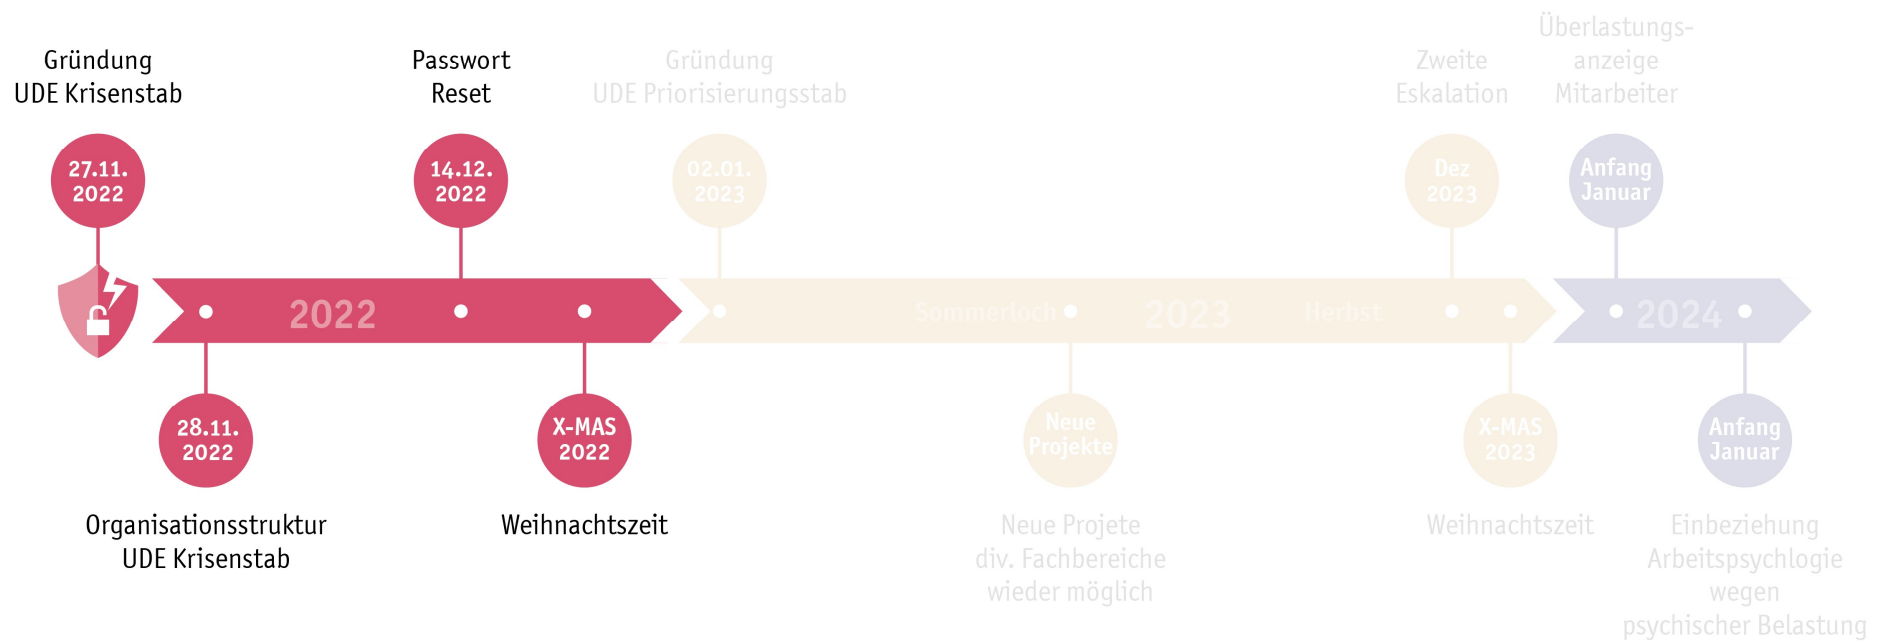 Gründung
UDE Krisenstab
27.11.
2022
Passwort
Reset
14.12.
2022
Gründung
UDE Priorisierungsstab
02.01.
2023
Zweite
Eskalation
Dez
2023
Überlastungs-
anzeige
Mitarbeiter
Anfang
Januar
2022
Sommerloch
2023
Herbst
2024
28.11.
2022
Organisationsstruktur
UDE Krisenstab
X-MAS
2022
Weihnachtszeit
Neue
Projekte
Neue Projete
div. Fachbereiche
wieder möglich
X-MAS
2023
Weihnachtszeit
Anfang
Januar
Einbeziehung
Arbeitspsychlogie
wegen
psychischer Belastung